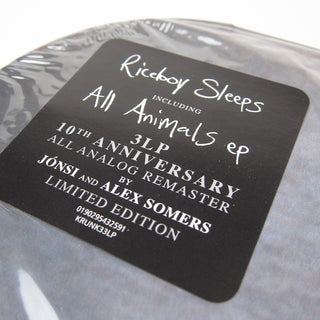 Riceboy Sleeps
INCLUDING
All Animals ep
3LP
10TH ANNIVERSARY
ALL ANALOG REMASTER
BY
JÓNSI AND ALEX SOMERS
LIMITED EDITION
0190295432591
KRUNK33LP